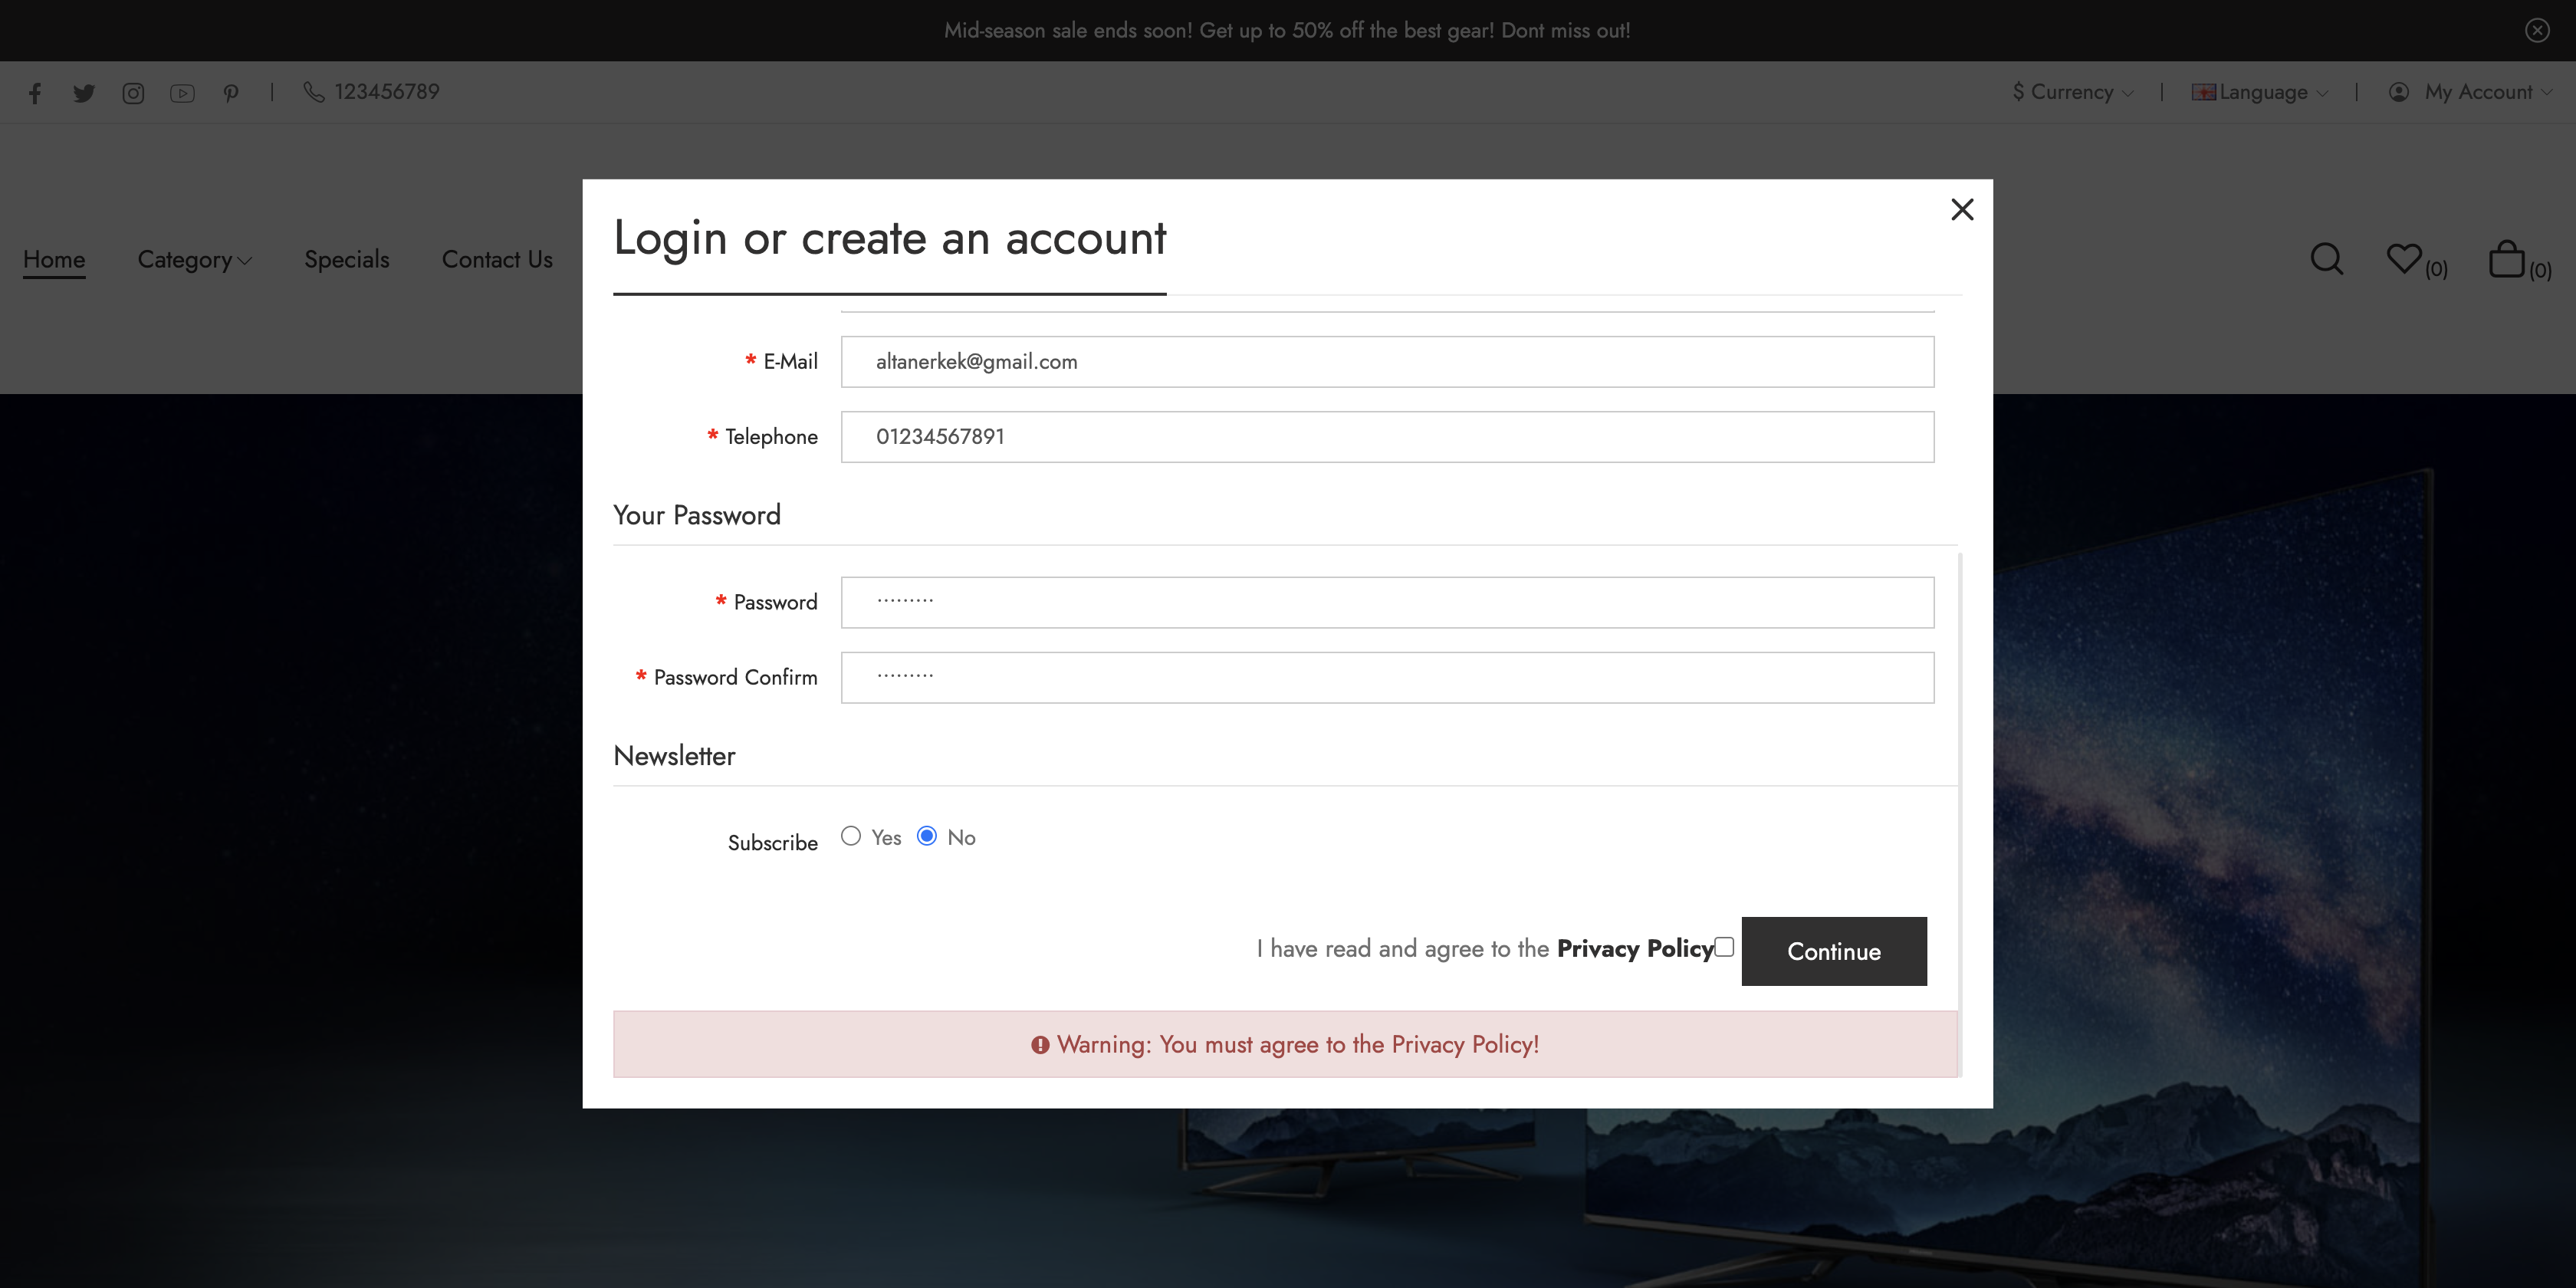 Mid-season sale ends soon! Get up to 50% off the best gear! Dont miss out!
123456789
$ Currency
Language
My Account
Home
Category
Specials
Contact Us
(0)
(0)
Login or create an account
* E-Mail
altanerkek@gmail.com
* Telephone
01234567891
Your Password
* Password
* Password Confirm
Newsletter
Subscribe
Yes
No
I have read and agree to the Privacy Policy
Continue
Warning: You must agree to the Privacy Policy!